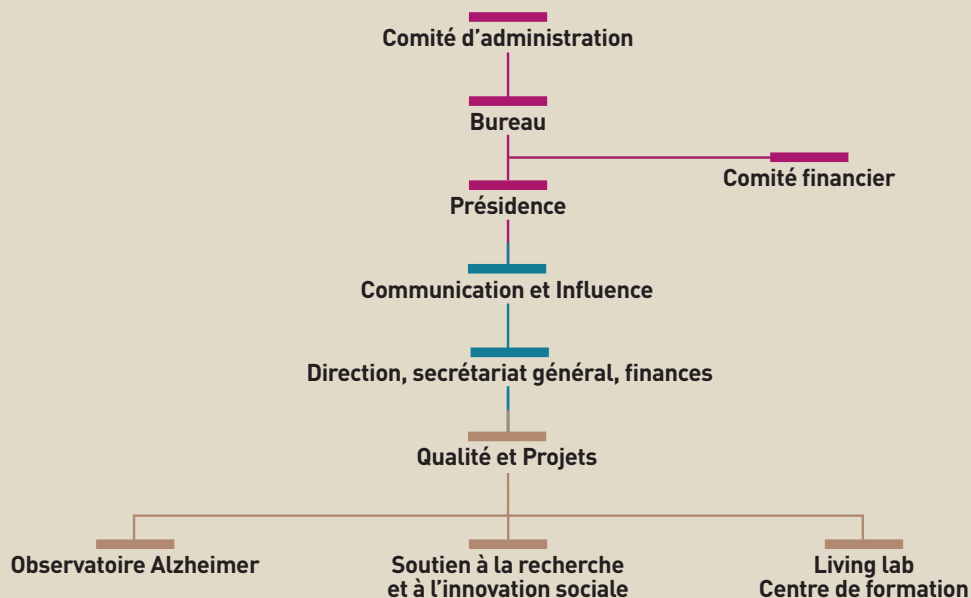 Comité d'administration
Bureau
Comité financier
Présidence
Communication et Influence
Direction, secrétariat général, finances
Qualité et Projets
Observatoire Alzheimer
Soutien à la recherche
et à l'innovation sociale
Living lab
Centre de formation